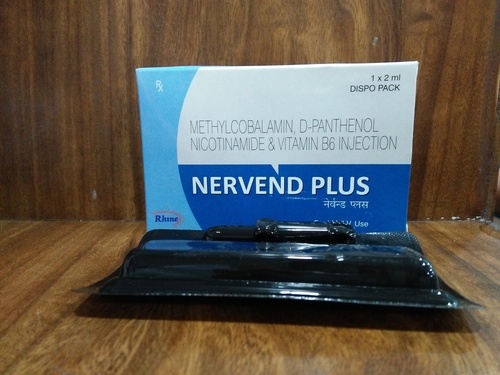 Rx
1 x 2 ml
DISPO PACK
METHYLCOBALAMIN, D-PANTHENOL
NICOTINAMIDE & VITAMIN B6 INJECTION
NERVEND PLUS
नेर्वेन्ड प्लस
Rhine
Use